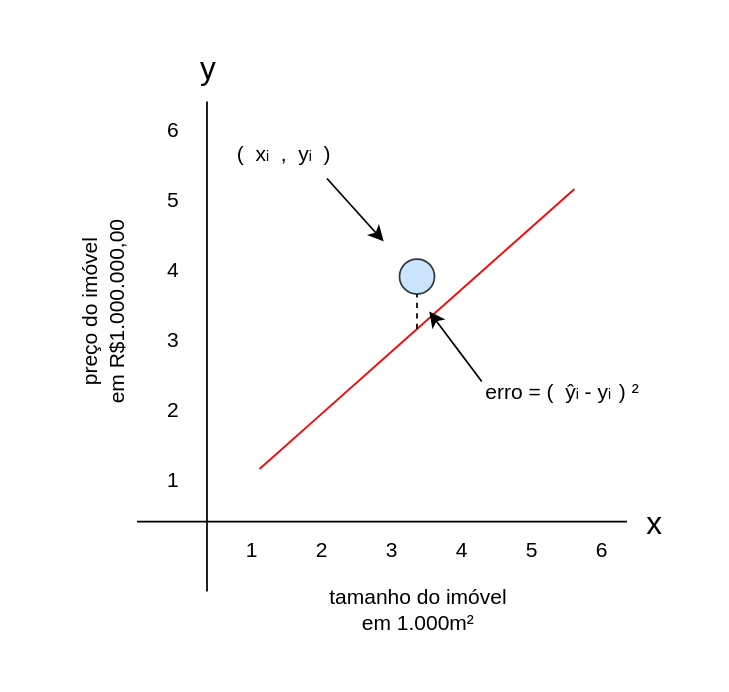 y
6
5
4
3
2
1
( xᵢ , yᵢ )
preço do imóvel
em R$1.000.000,00
erro = ( ŷᵢ - yᵢ ) ²
x
1 2 3 4 5 6
tamanho do imóvel
em 1.000m²